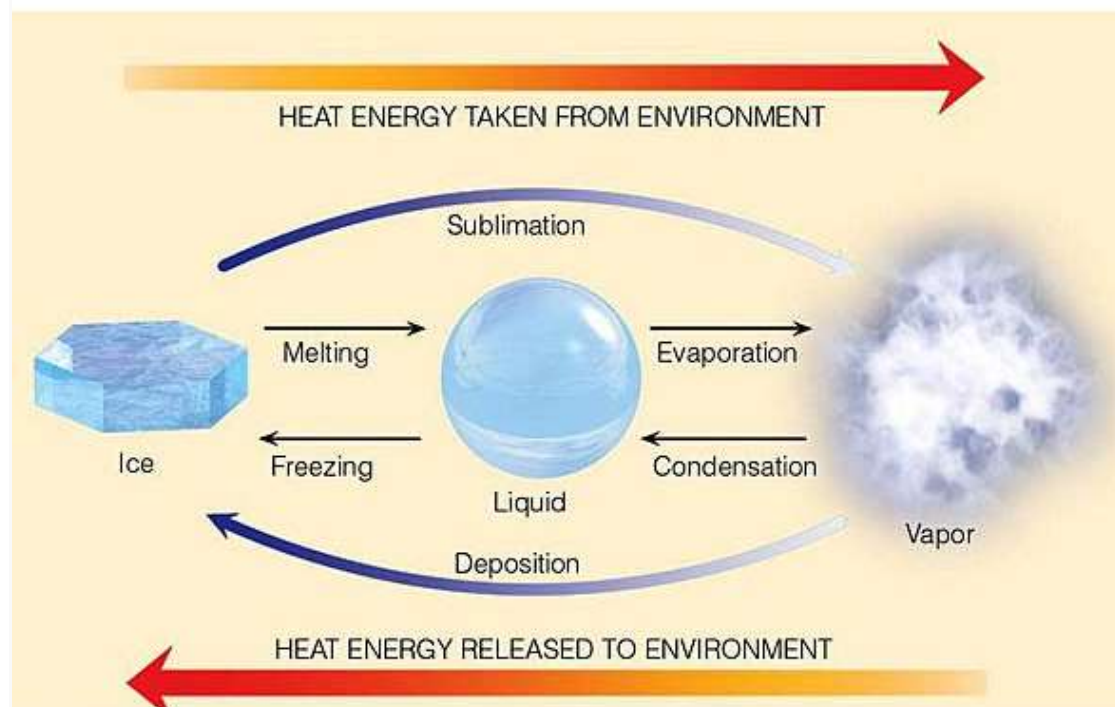 HEAT ENERGY TAKEN FROM ENVIRONMENT
Sublimation
Melting
Evaporation
Ice
Freezing
Liquid
Condensation
Vapor
Deposition
HEAT ENERGY RELEASED TO ENVIRONMENT